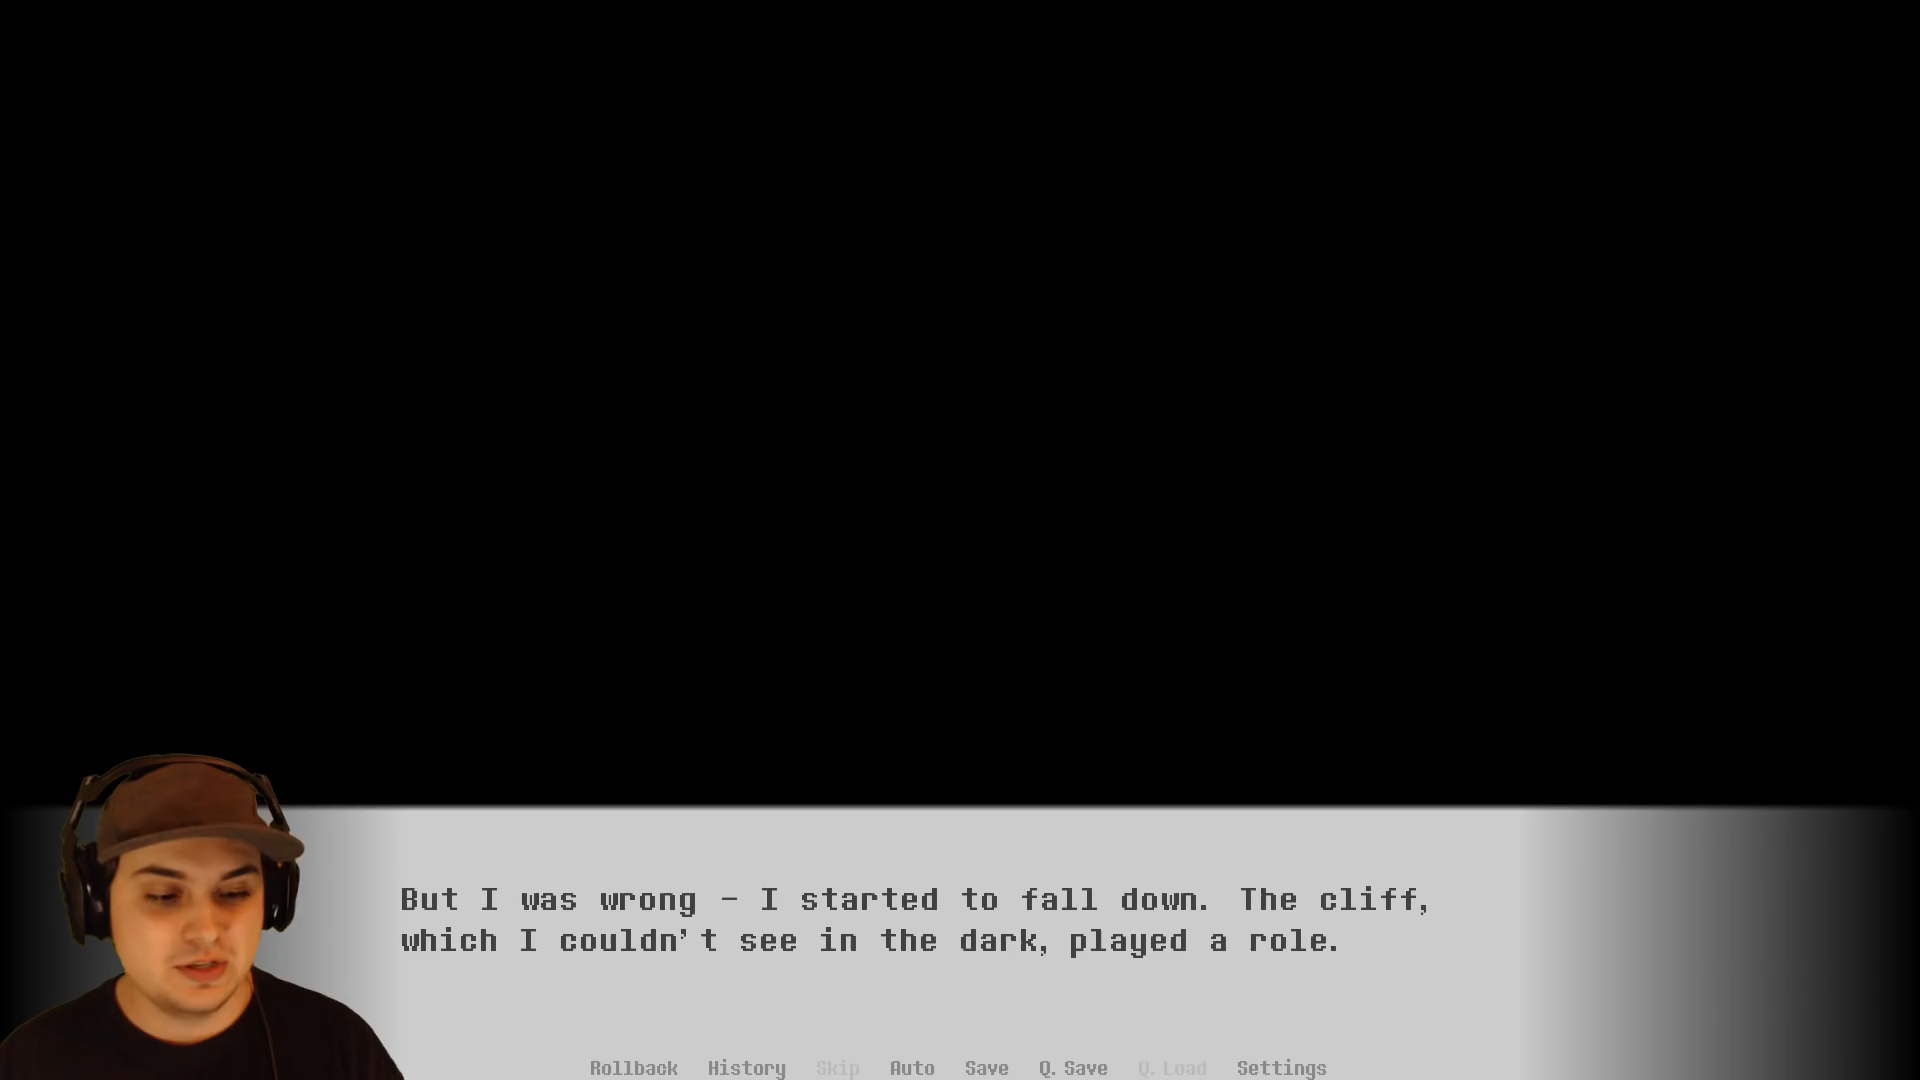 But I was wrong - I started to fall down. The cliff,
which I couldn't see in the dark, played a role.
Rollback History Skip Auto Save Q. Save Q. Load Settings